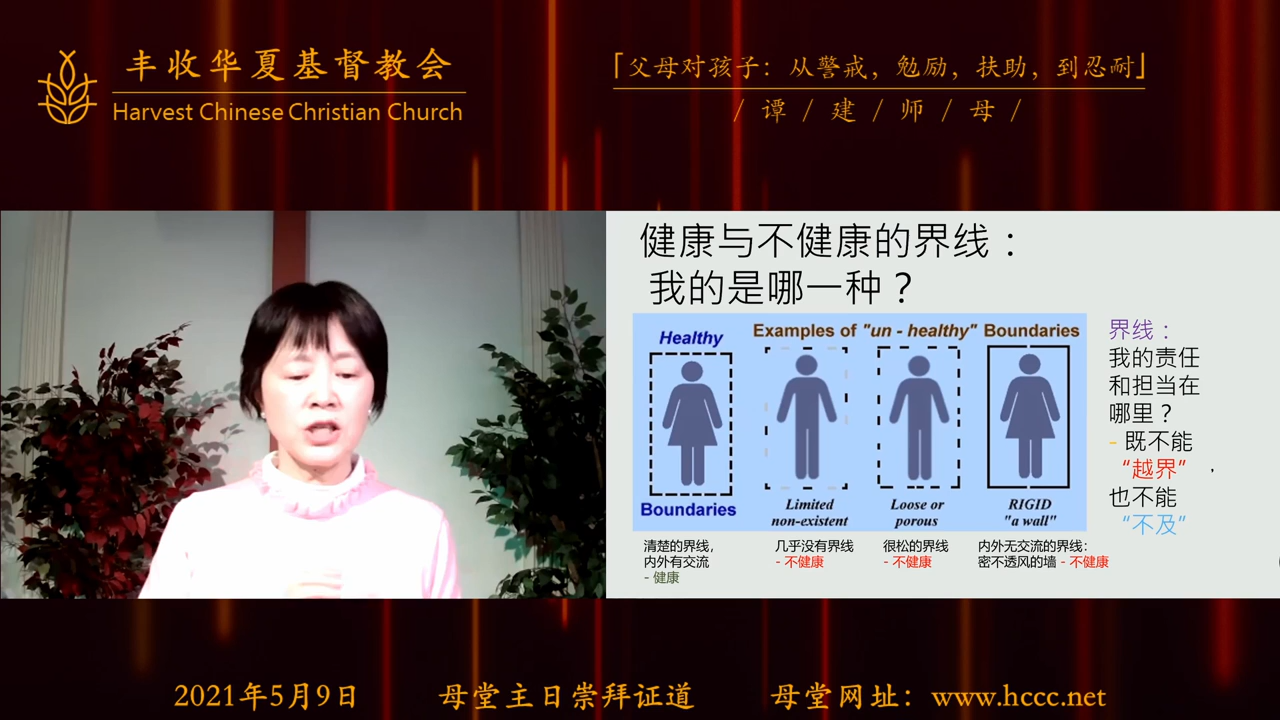 丰收华夏基督教会
Harvest Chinese Christian Church
「父母对孩子：从警戒，勉励，扶助，到忍耐」
/ 谭 / 建 / 师 / 母 /
健康与不健康的界线：
我的是哪一种？
Healthy
Boundaries
Examples of "un - healthy" Boundaries
Limited
non-existent
Loose or
porous
RIGID
"a wall"
清楚的界线，
内外有交流
- 健康
几乎没有界线
- 不健康
很松的界线
- 不健康
内外无交流的界线：
密不透风的墙 - 不健康
界线：
我的责任
和担当在
哪里？
- 既不能
“越界”，
也不能
“不及”
2021年5月9日
母堂主日崇拜证道
母堂网址：www.hccc.net